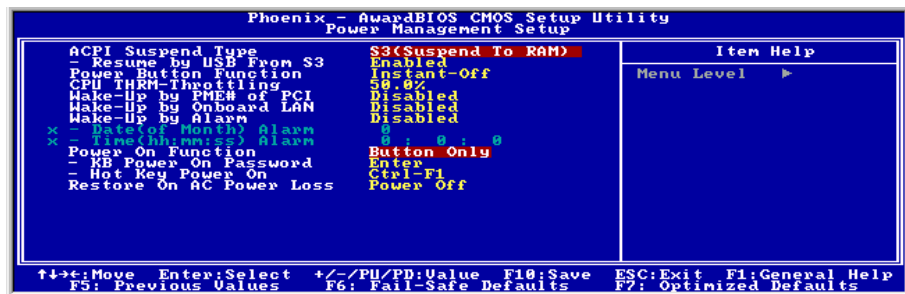 Phoenix - AwardBIOS CMOS Setup Utility
Power Management Setup
ACPI Suspend Type S3(Suspend To RAM)
- Resume by USB From S3 Enabled
Power Button Function Instant-Off
CPU THRM-Throttling 50.0%
Wake-Up by PME# of PCI Disabled
Wake-Up by Onboard LAN Disabled
Wake-Up by Alarm Disabled
x - Date(of Month) Alarm 0
x - Time(hh:mm:ss) Alarm 0 : 0 : 0
Power On Function Button Only
- KB Power On Password Enter
- Hot Key Power On Ctrl-F1
Restore On AC Power Loss Power Off
Item Help
Menu Level ►
↑↓→←:Move Enter:Select +/-/PU/PD:Value F10:Save ESC:Exit F1:General Help
F5: Previous Values F6: Fail-Safe Defaults F7: Optimized Defaults